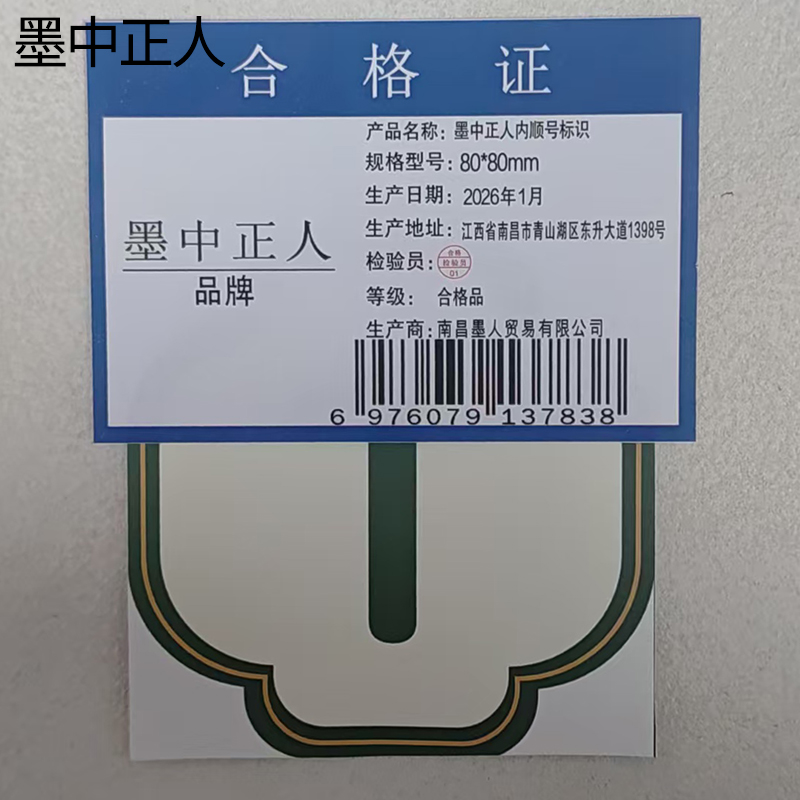 墨中正人
合格证
产品名称：墨中正人内顺号标识
规格型号：80*80mm
生产日期：2026年1月
生产地址：江西省南昌市青山湖区东升大道1398号
检验员：合格 检验员 01
等级：合格品
生产商：南昌墨人贸易有限公司
墨中正人
品牌
6 976079 137838